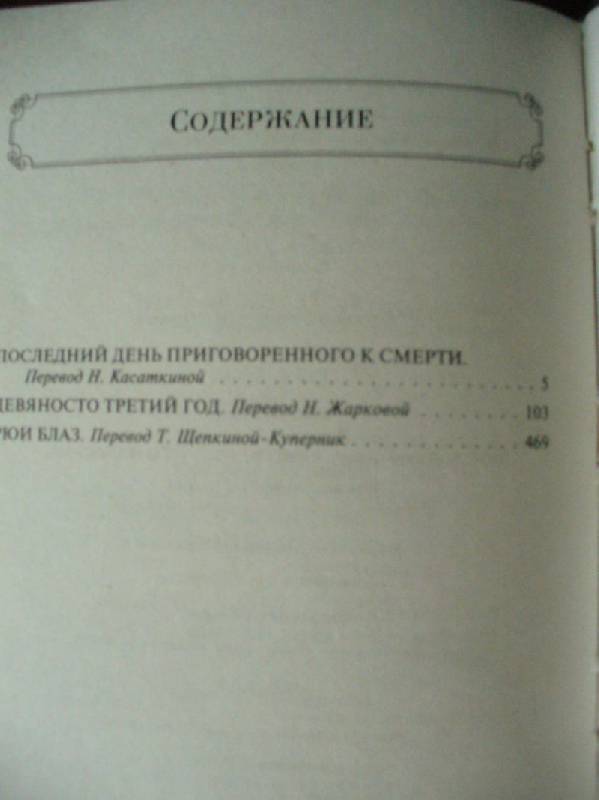 СОДЕРЖАНИЕ
ПОСЛЕДНИЙ ДЕНЬ ПРИГОВОРЕННОГО К СМЕРТИ.
Перевод Н. Касаткиной . . . . . . . . . . . . . . . . . . . . . . . . 5
ДЕВЯНОСТО ТРЕТИЙ ГОД. Перевод Н. Жарковой . . . . . . . . . 103
РЮИ БЛАЗ. Перевод Т. Щепкиной-Куперник . . . . . . . . . . . . . 469